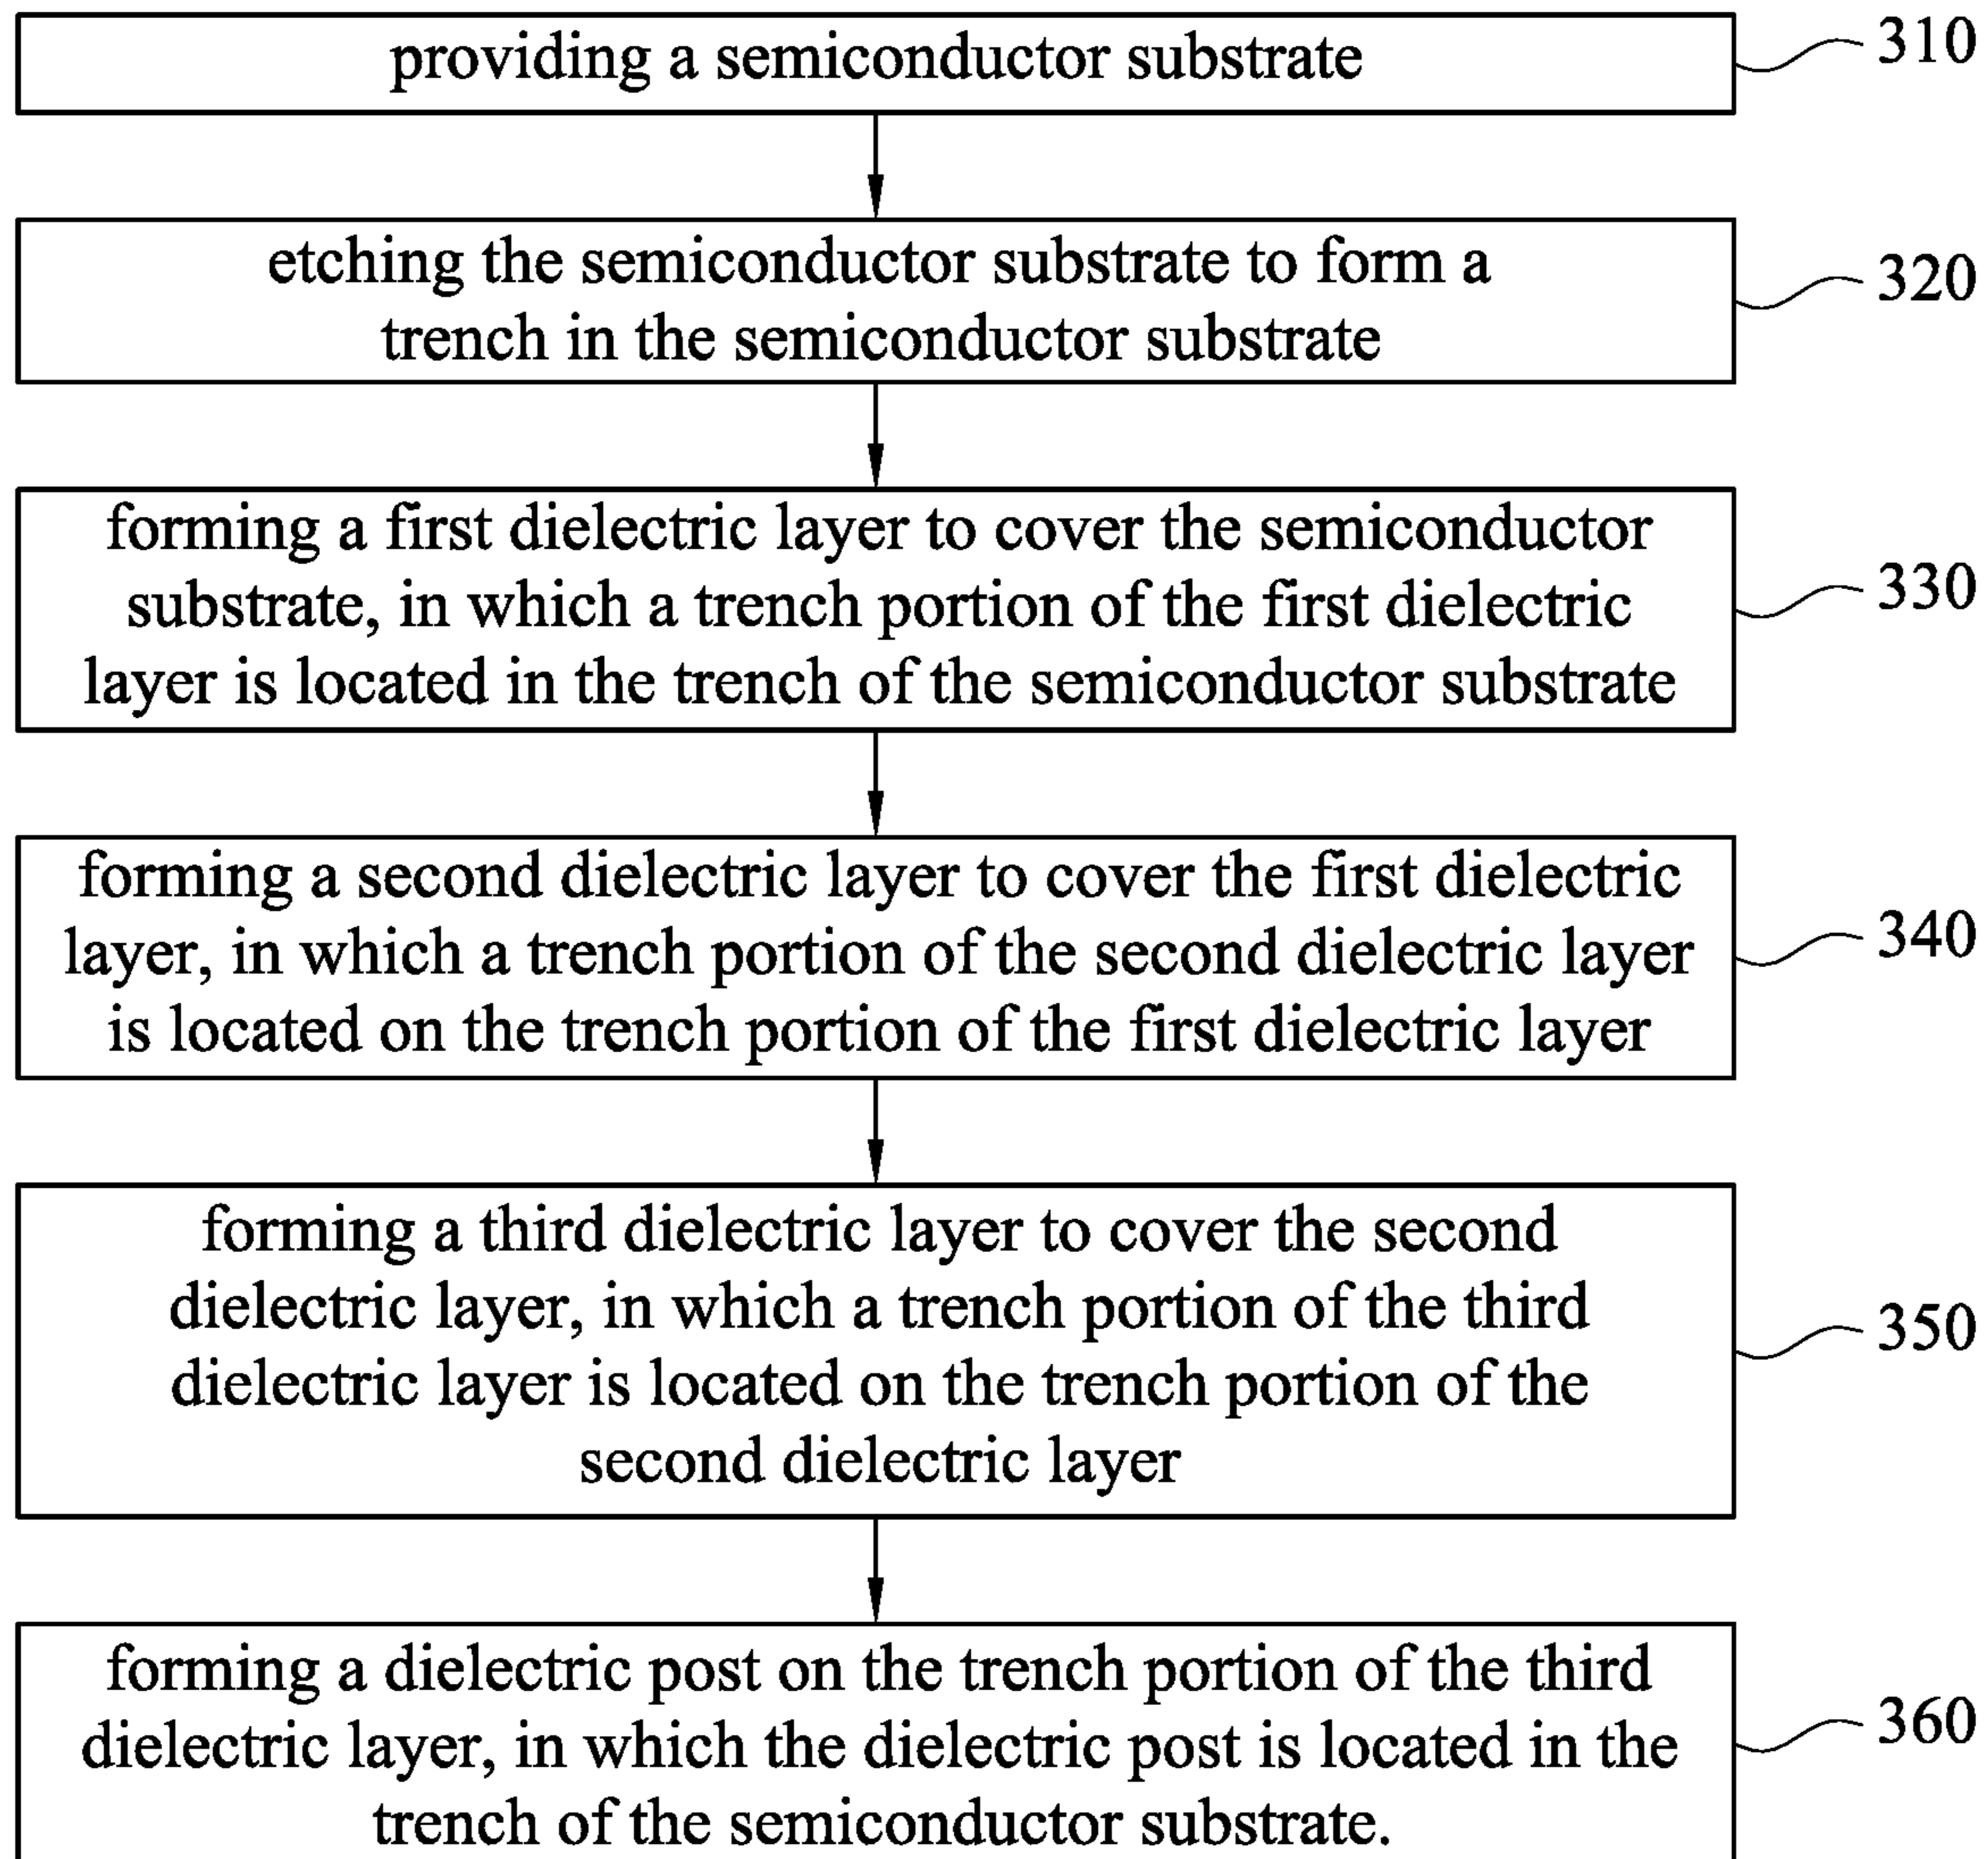 providing a semiconductor substrate
310
etching the semiconductor substrate to form a
trench in the semiconductor substrate
320
forming a first dielectric layer to cover the semiconductor
substrate, in which a trench portion of the first dielectric
layer is located in the trench of the semiconductor substrate
330
forming a second dielectric layer to cover the first dielectric
layer, in which a trench portion of the second dielectric layer
is located on the trench portion of the first dielectric layer
340
forming a third dielectric layer to cover the second
dielectric layer, in which a trench portion of the third
dielectric layer is located on the trench portion of the
second dielectric layer
350
forming a dielectric post on the trench portion of the third
dielectric layer, in which the dielectric post is located in the
trench of the semiconductor substrate.
360